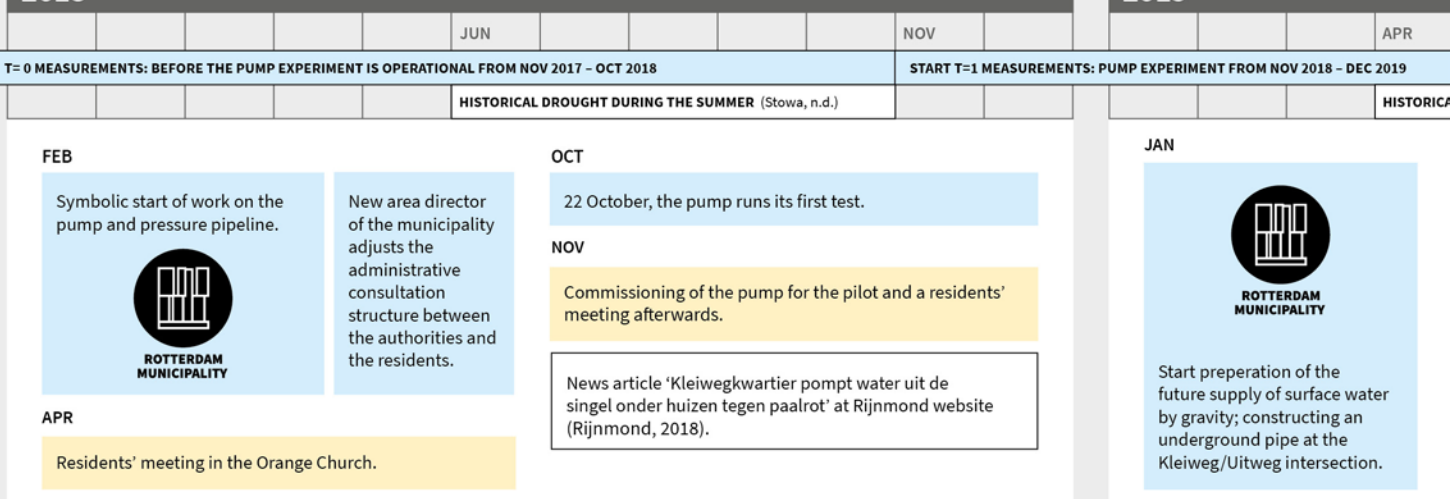 JUN
NOV
APR
T= 0 MEASUREMENTS: BEFORE THE PUMP EXPERIMENT IS OPERATIONAL FROM NOV 2017 – OCT 2018
START T=1 MEASUREMENTS: PUMP EXPERIMENT FROM NOV 2018 – DEC 2019
HISTORICAL DROUGHT DURING THE SUMMER (Stowa, n.d.)
FEB
Symbolic start of work on the
pump and pressure pipeline.
ROTTERDAM
MUNICIPALITY
New area director
of the municipality
adjusts the
administrative
consultation
structure between
the authorities and
the residents.
APR
Residents’ meeting in the Orange Church.
OCT
22 October, the pump runs its first test.
NOV
Commissioning of the pump for the pilot and a residents’
meeting afterwards.
News article ‘Kleiwegkwartier pompt water uit de
singel onder huizen tegen paalrot’ at Rijnmond website
(Rijnmond, 2018).
JAN
ROTTERDAM
MUNICIPALITY
Start preperation of the
future supply of surface water
by gravity; constructing an
underground pipe at the
Kleiweg/Uitweg intersection.